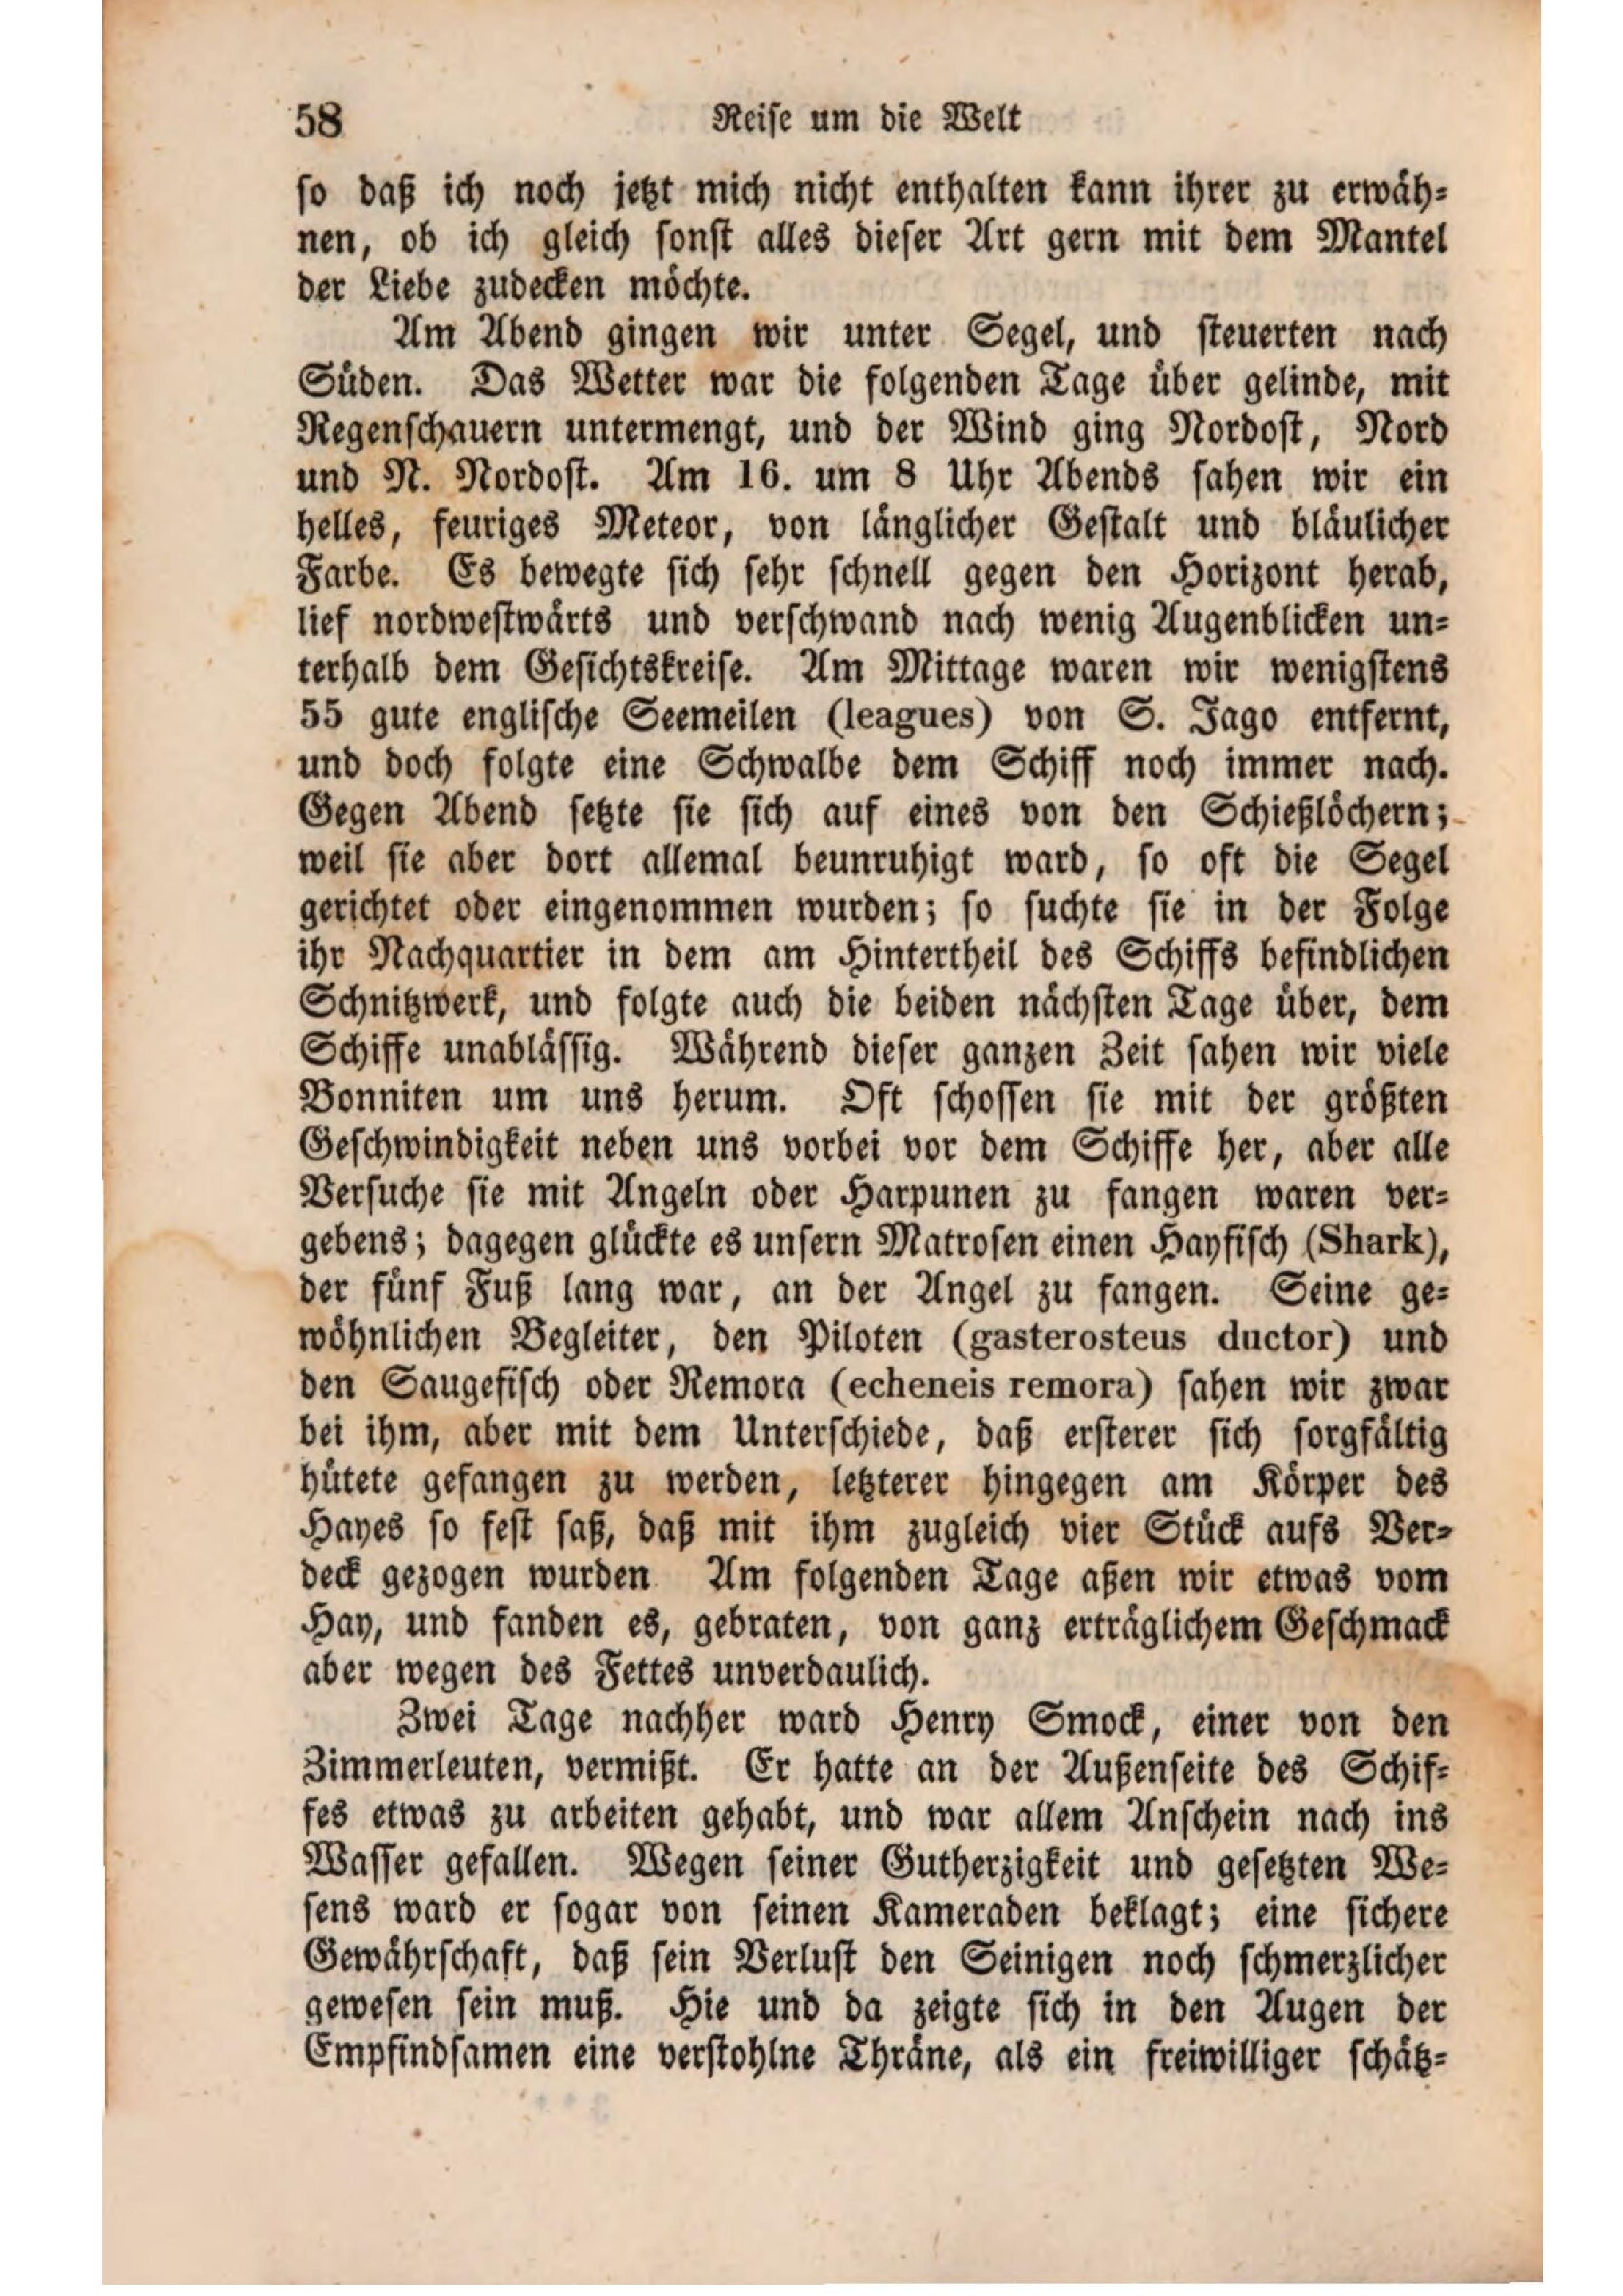 58 Reise um die Welt
so daß ich noch jetzt mich nicht enthalten kann ihrer zu erwäh-
nen, ob ich gleich sonst alles dieser Art gern mit dem Mantel
der Liebe zudecken möchte.
Am Abend gingen wir unter Segel, und steuerten nach
Süden. Das Wetter war die folgenden Tage über gelinde, mit
Regenschauern untermengt, und der Wind ging Nordost, Nord
und N. Nordost. Am 16. um 8 Uhr Abends sahen wir ein
helles, feuriges Meteor, von länglicher Gestalt und bläulicher
Farbe. Es bewegte sich sehr schnell gegen den Horizont herab,
lief nordwestwärts und verschwand nach wenig Augenblicken un-
terhalb dem Gesichtskreise. Am Mittage waren wir wenigstens
55 gute englische Seemeilen (leagues) von S. Jago entfernt,
und doch folgte eine Schwalbe dem Schiff noch immer nach.
Gegen Abend setzte sie sich auf eines von den Schießlöchern;
weil sie aber dort allemal beunruhigt ward, so oft die Segel
gerichtet oder eingenommen wurden; so suchte sie in der Folge
ihr Nachquartier in dem am Hintertheil des Schiffs befindlichen
Schnitzwerk, und folgte auch die beiden nächsten Tage über, dem
Schiffe unablässig. Während dieser ganzen Zeit sahen wir viele
Bonniten um uns herum. Oft schossen sie mit der größten
Geschwindigkeit neben uns vorbei vor dem Schiffe her, aber alle
Versuche sie mit Angeln oder Harpunen zu fangen waren ver-
gebens; dagegen glückte es unsern Matrosen einen Hayfisch (Shark),
der fünf Fuß lang war, an der Angel zu fangen. Seine ge-
wöhnlichen Begleiter, den Piloten (gasterosteus ductor) und
den Saugefisch oder Remora (echeneis remora) sahen wir zwar
bei ihm, aber mit dem Unterschiede, daß ersterer sich sorgfältig
hütete gefangen zu werden, letzterer hingegen am Körper des
Hayes so fest saß, daß mit ihm zugleich vier Stück aufs Ver-
deck gezogen wurden Am folgenden Tage aßen wir etwas vom
Hay, und fanden es, gebraten, von ganz erträglichem Geschmack
aber wegen des Fettes unverdaulich.
Zwei Tage nachher ward Henry Smock, einer von den
Zimmerleuten, vermißt. Er hatte an der Außenseite des Schif-
fes etwas zu arbeiten gehabt, und war allem Anschein nach ins
Wasser gefallen. Wegen seiner Gutherzigkeit und gesetzten We-
sens ward er sogar von seinen Kameraden beklagt; eine sichere
Gewährschaft, daß sein Verlust den Seinigen noch schmerzlicher
gewesen sein muß. Hie und da zeigte sich in den Augen der
Empfindsamen eine verstohlne Thräne, als ein freiwilliger schätz-